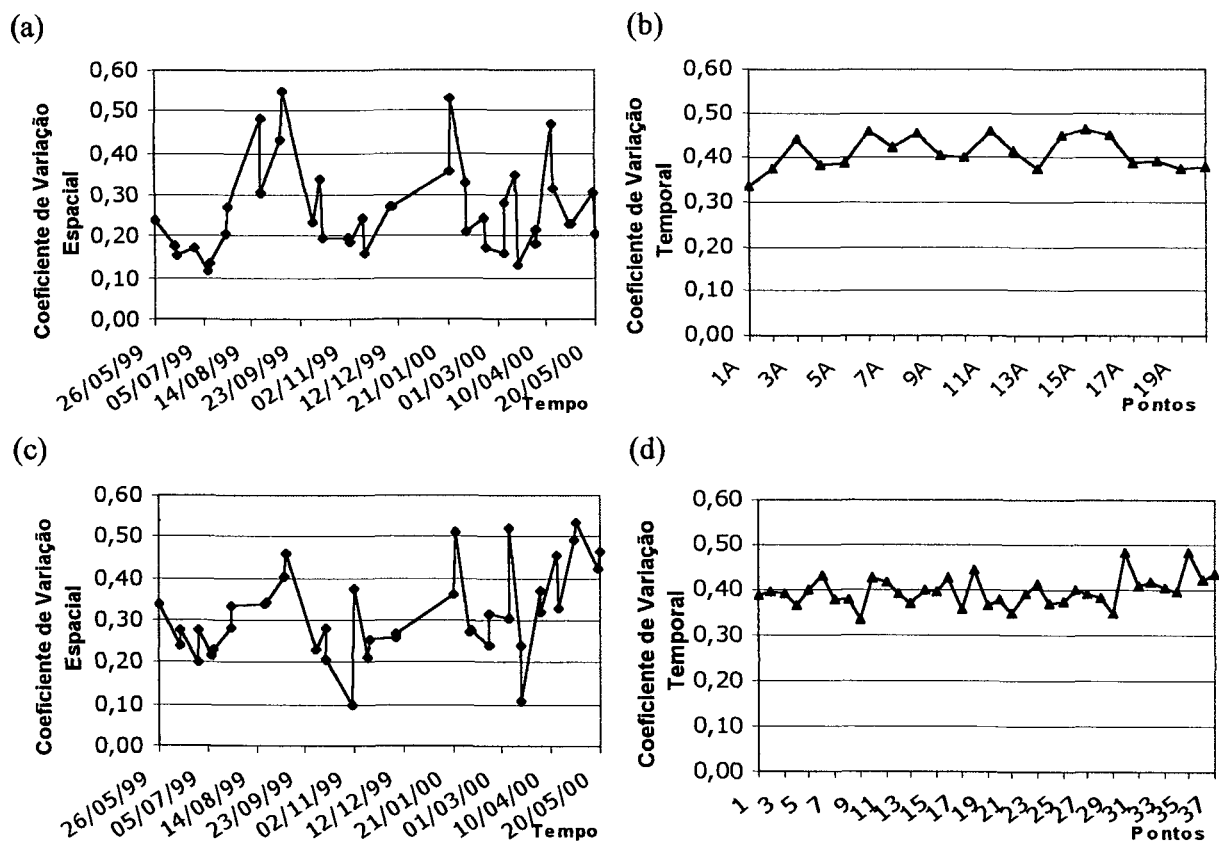 (a)
Coeficiente de Variação
Espacial
0,60
0,50
0,40
0,30
0,20
0,10
0,00
26/05/99
05/07/99
14/08/99
23/09/99
02/11/99
12/12/99
21/01/00
01/03/00
10/04/00
20/05/00
Tempo
(b)
Coeficiente de Variação
Temporal
0,60
0,50
0,40
0,30
0,20
0,10
0,00
1A
3A
5A
7A
9A
11A
13A
15A
17A
19A
Pontos
(c)
Coeficiente de Variação
Espacial
0,60
0,50
0,40
0,30
0,20
0,10
0,00
26/05/99
05/07/99
14/08/99
23/09/99
02/11/99
12/12/99
21/01/00
01/03/00
10/04/00
20/05/00
Tempo
(d)
Coeficiente de Variação
Temporal
0,60
0,50
0,40
0,30
0,20
0,10
0,00
1
3
5
7
9
11
13
15
17
19
21
23
25
27
29
31
33
35
37
Pontos